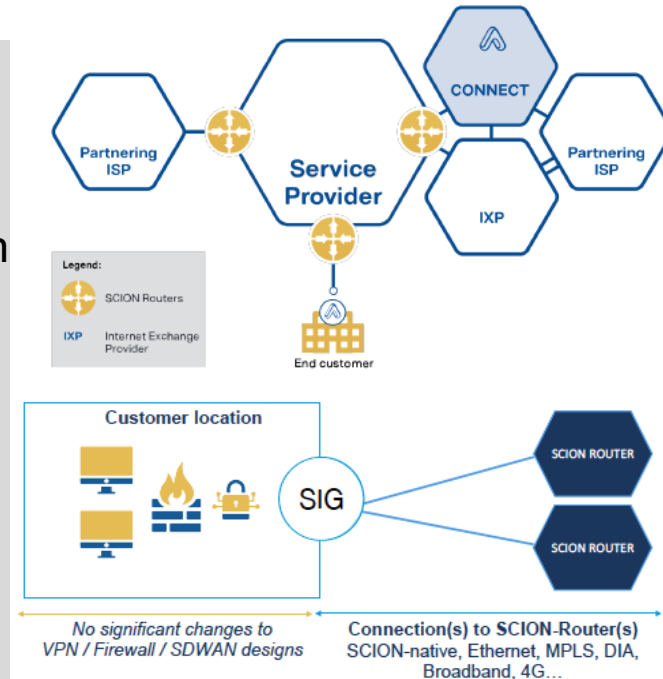 CONNECT
Partnering
ISP
Service
Provider
Partnering
ISP
IXP
Legend:
SCION Routers
IXP Internet Exchange
Provider
End customer
Customer location
SIG
SCION ROUTER
SCION ROUTER
No significant changes to
VPN / Firewall / SDWAN designs
Connection(s) to SCION-Router(s)
SCION-native, Ethernet, MPLS, DIA,
Broadband, 4G...